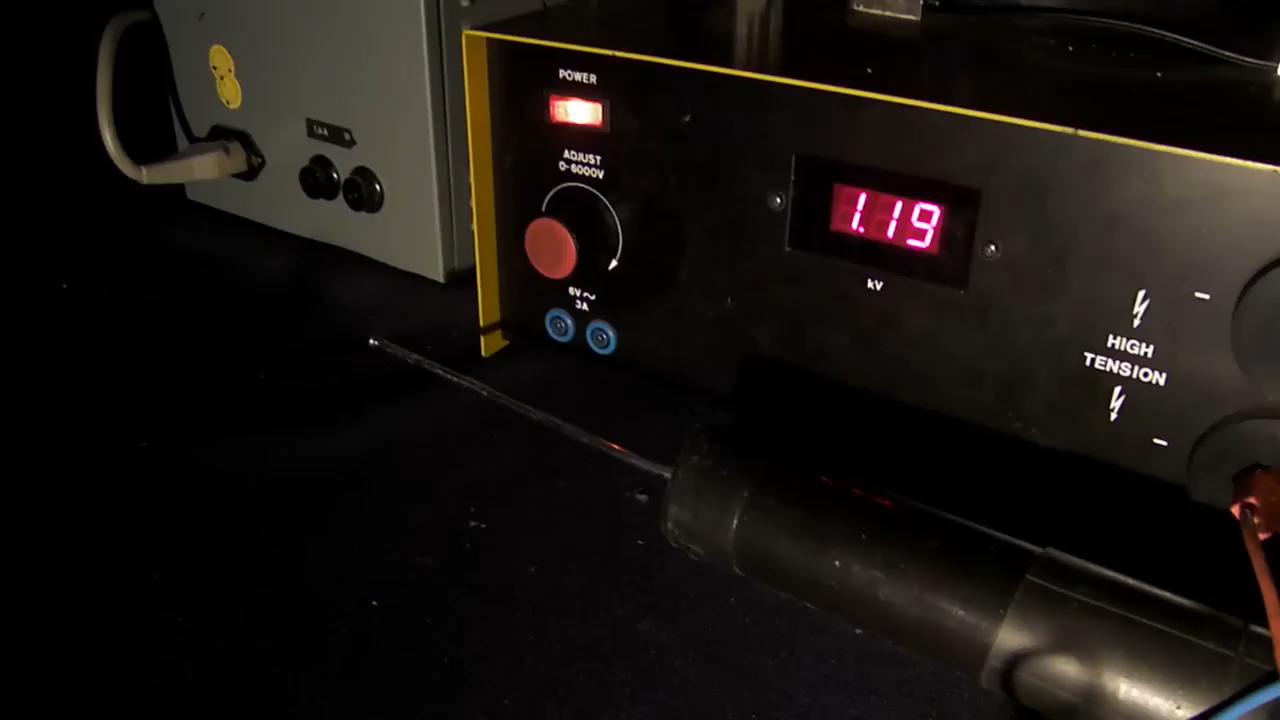 POWER
ADJUST
0-6000V
6V~
3A
1.19
kV
HIGH
TENSION